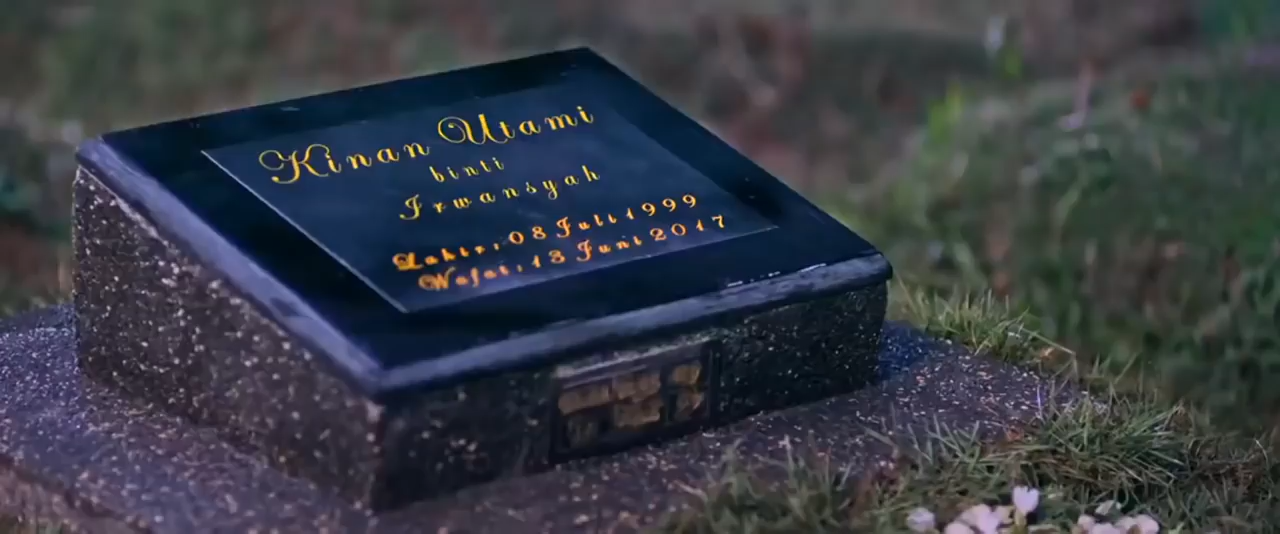 Kinan Utami
binti
Irwansyah
Lahir, 08 Juli 1999
Wafat, 13 Juni 2017